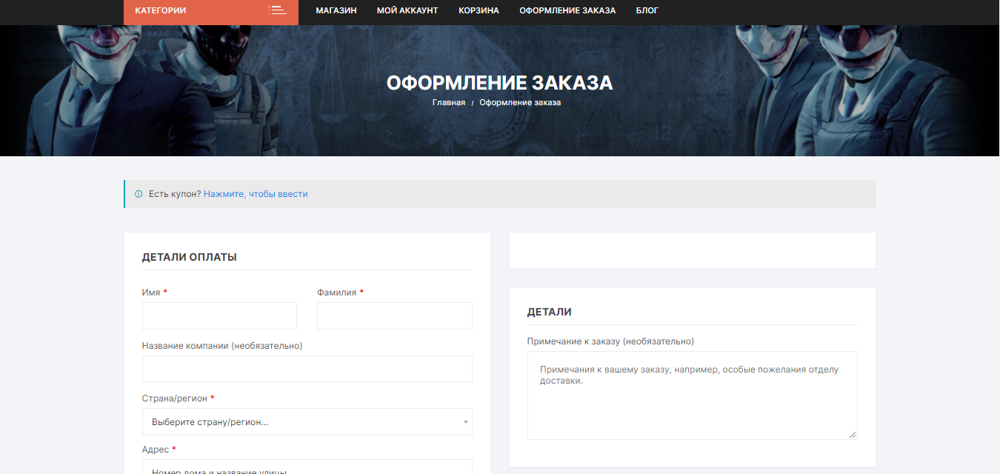 КАТЕГОРИИ
МАГАЗИН
МОЙ АККАУНТ
КОРЗИНА
ОФОРМЛЕНИЕ ЗАКАЗА
БЛОГ
ОФОРМЛЕНИЕ ЗАКАЗА
Главная / Оформление заказа
Есть купон? Нажмите, чтобы ввести
ДЕТАЛИ ОПЛАТЫ
Имя *
Фамилия *
Название компании (необязательно)
Страна/регион *
Выберите страну/регион...
Адрес *
Номер дома и название улицы
ДЕТАЛИ
Примечание к заказу (необязательно)
Примечания к вашему заказу, например, особые пожелания отделу
доставки.